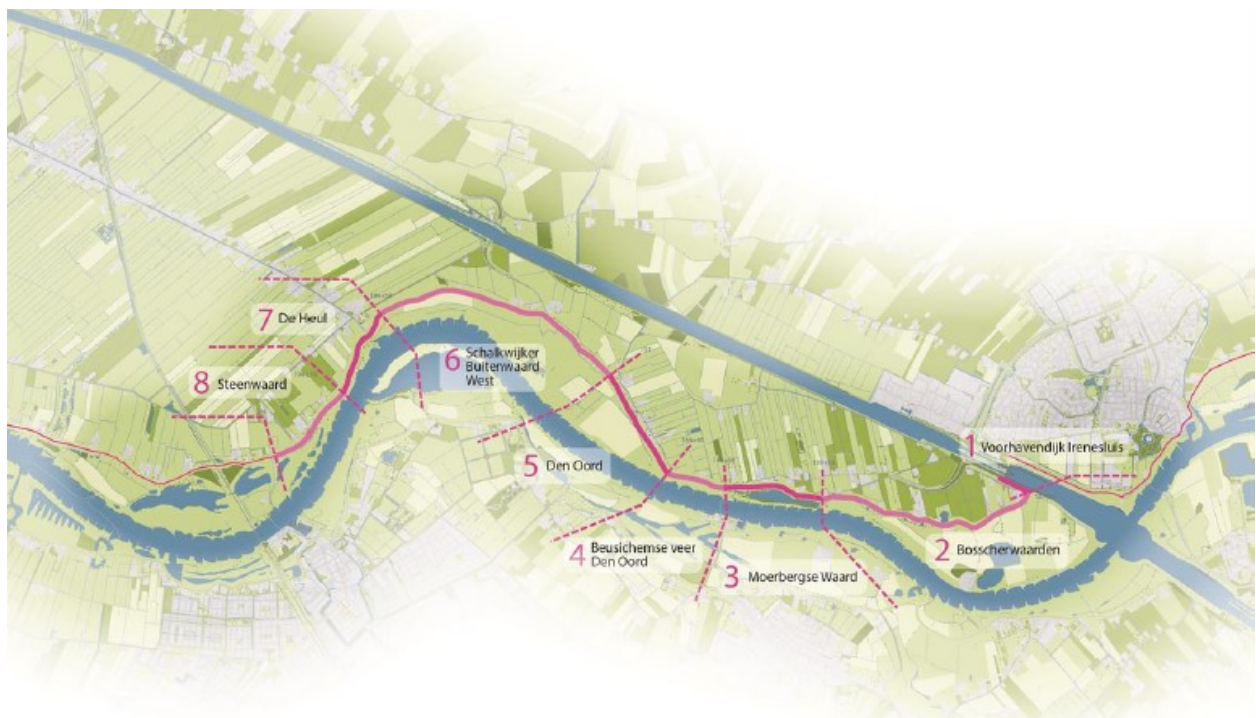 1 Voorhavendijk Irenesluis
2 Bosscherwaarden
3 Moerbergse Waard
4 Beusichemse veer
Den Oord
5 Den Oord
6 Schalkwijker
Buitenwaard
West
7 De Heul
8 Steenwaard